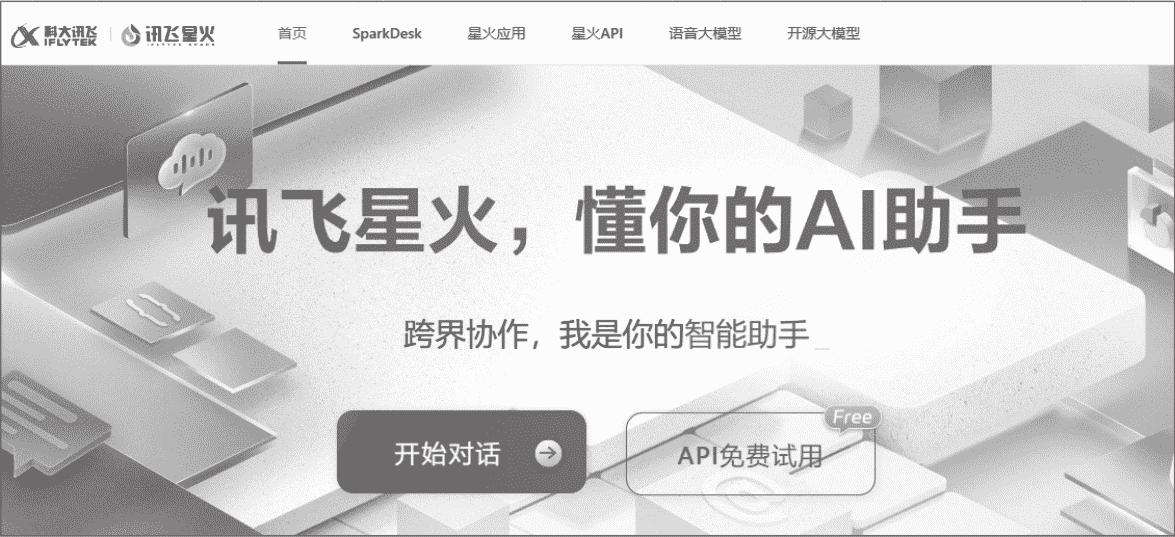 科大讯飞 iFLYTEK 讯飞星火 首页 SparkDesk 星火应用 星火API 语音大模型 开源大模型
讯飞星火，懂你的AI助手
跨界协作，我是你的智能助手_
Free
开始对话 API免费试用